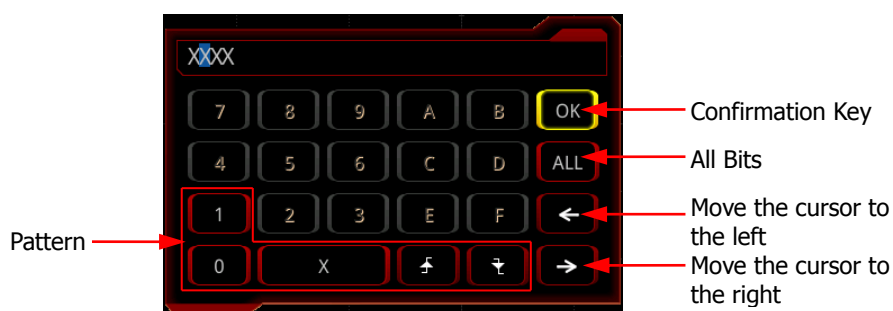 XXXX
7 8 9 A B OK
Confirmation Key
4 5 6 C D ALL
All Bits
1 2 3 E F ←
Move the cursor to
the left
Pattern
0 X →
Move the cursor to
the right